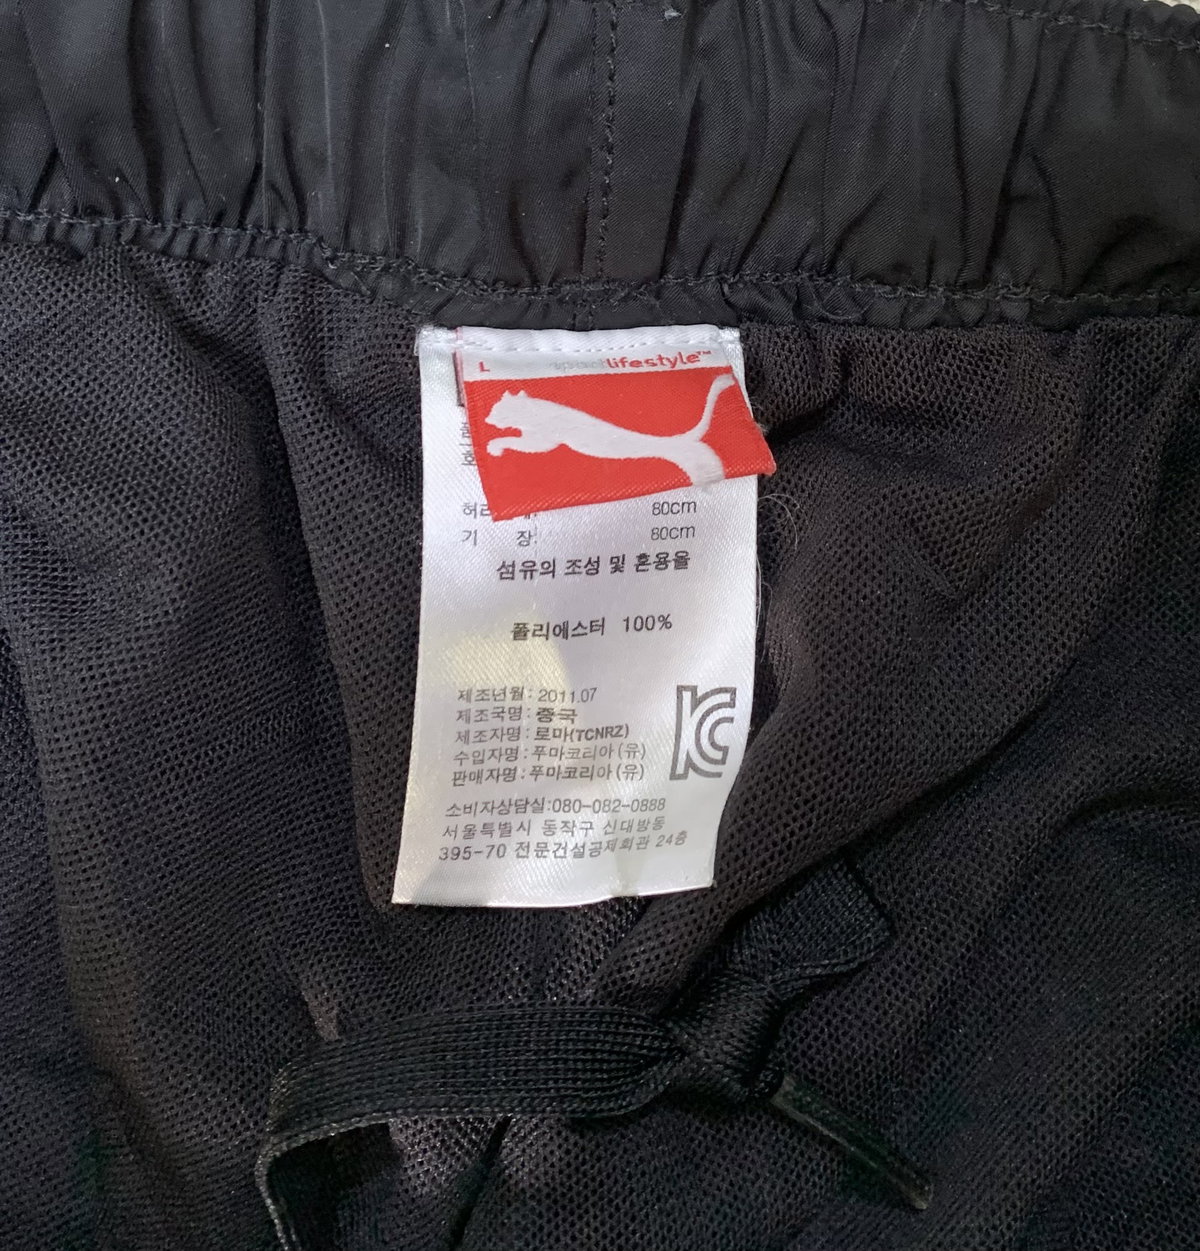 L
lifestyle™
80cm
기 장: 80cm
섬유의 조성 및 혼용율
폴리에스터 100%
제조년월: 2011.07
제조국명: 중국
제조자명: 로마(TCNRZ)
수입자명: 푸마코리아(유)
판매자명: 푸마코리아(유)
소비자상담실:080-082-0888
서울특별시 동작구 신대방동
395-70 전문건설공제회관 24층